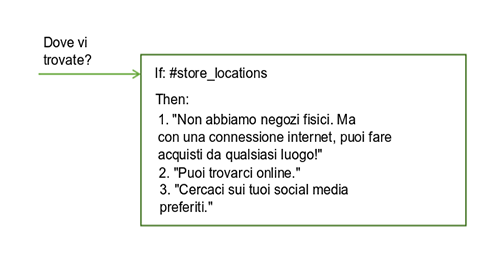 Dove vi
trovate?
If: #store_locations
Then:
1. "Non abbiamo negozi fisici. Ma
con una connessione internet, puoi fare
acquisti da qualsiasi luogo!"
2. "Puoi trovarci online."
3. "Cercaci sui tuoi social media
preferiti."